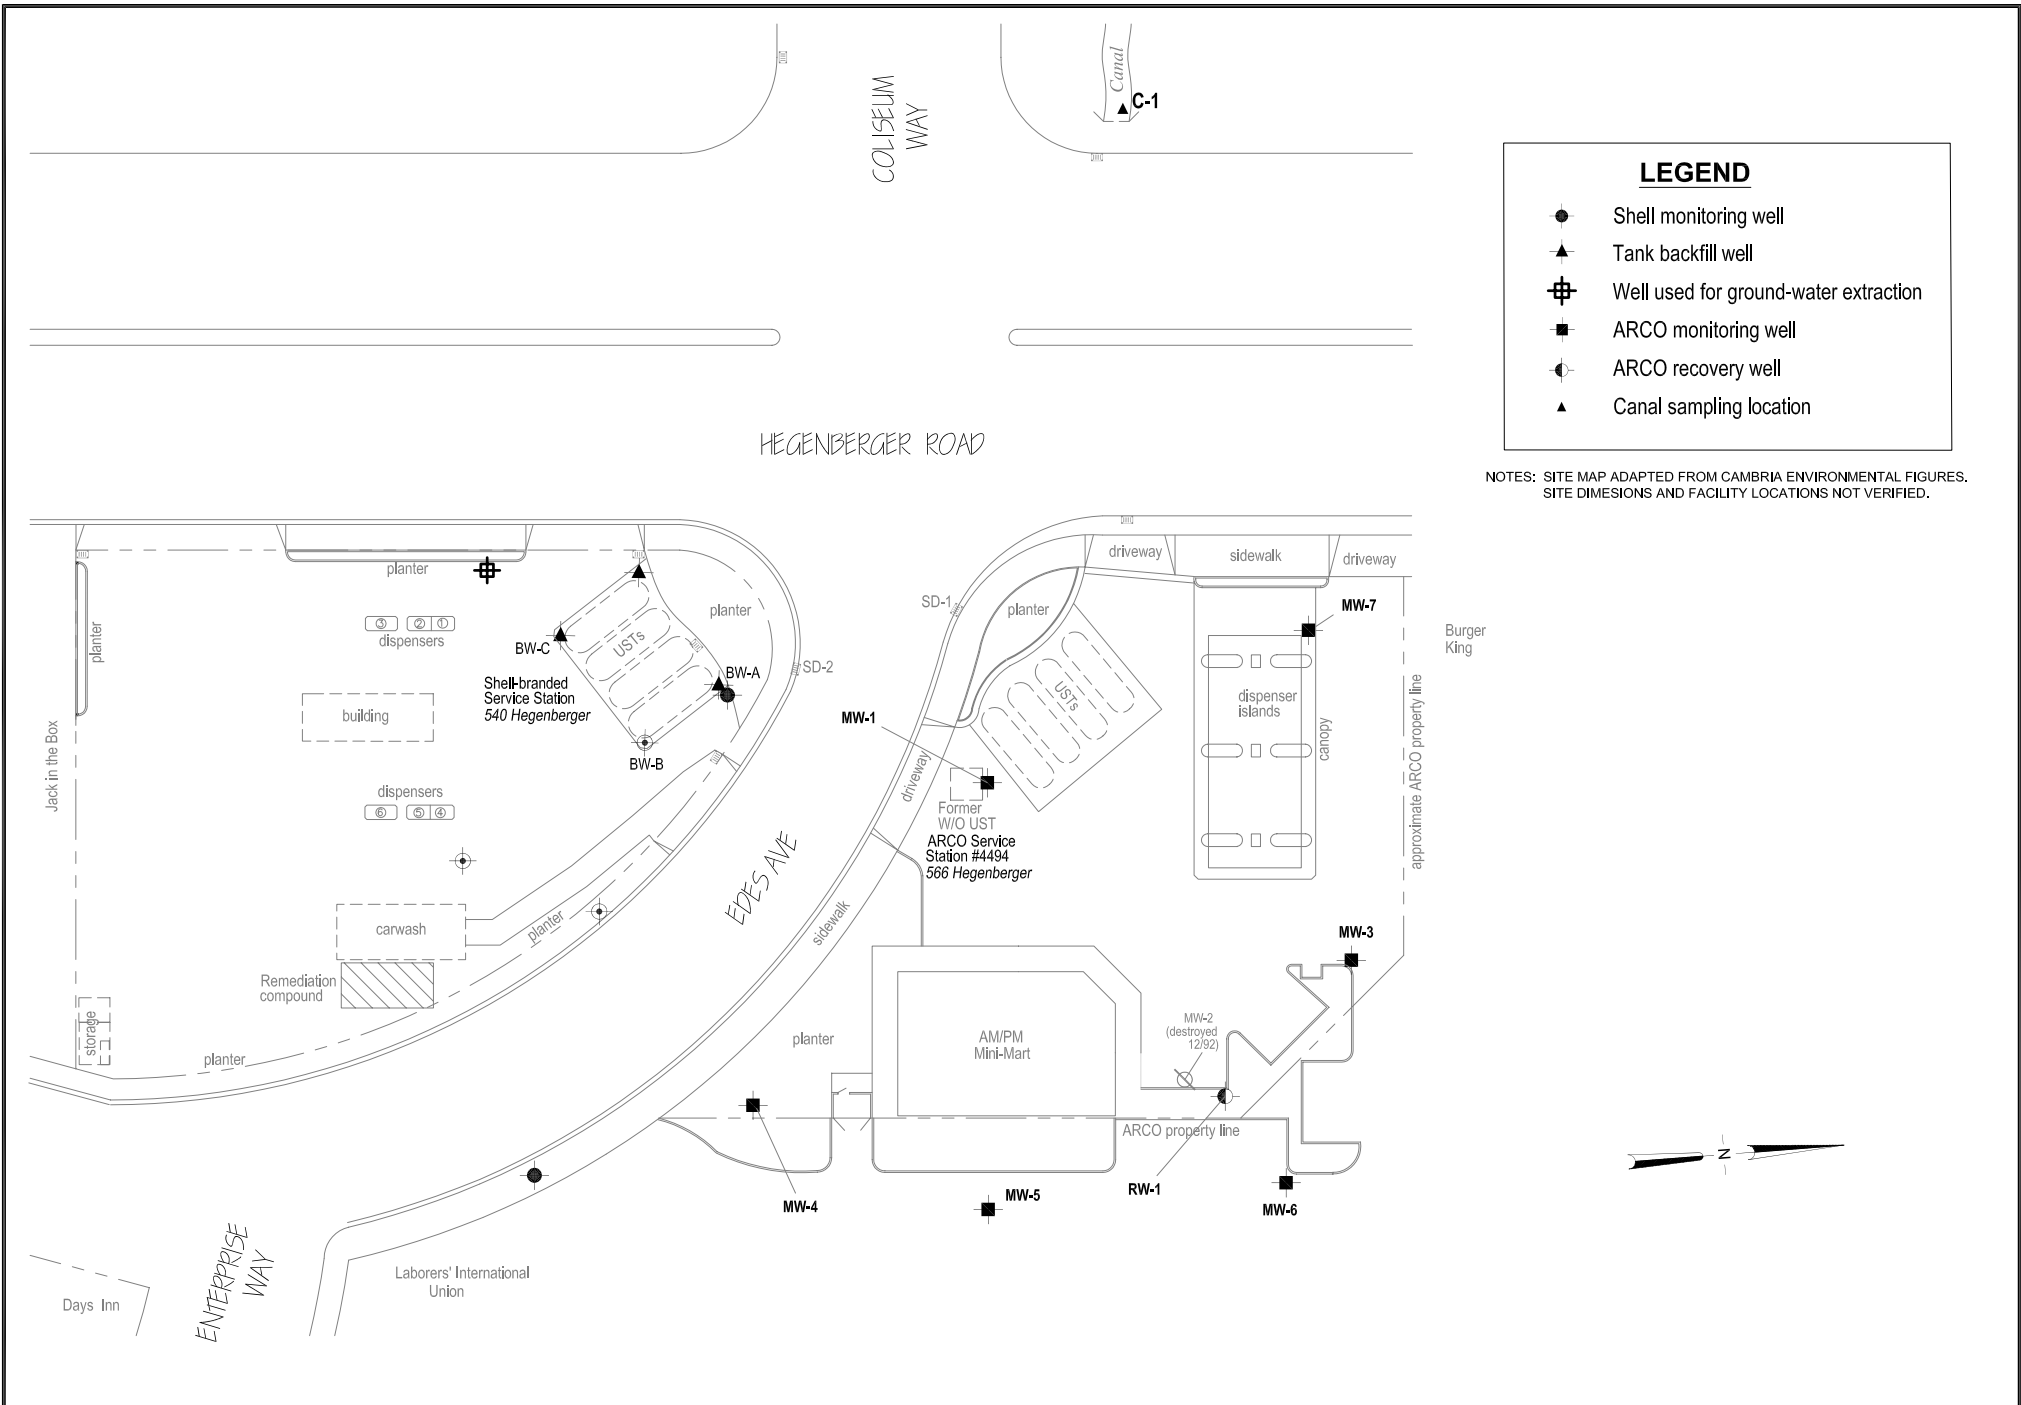 Canal
C-1
COLISEUM
WAY
LEGEND
Shell monitoring well
Tank backfill well
Well used for ground-water extraction
ARCO monitoring well
ARCO recovery well
Canal sampling location
HEGENBERGER ROAD
NOTES: SITE MAP ADAPTED FROM CAMBRIA ENVIRONMENTAL FIGURES.
SITE DIMESIONS AND FACILITY LOCATIONS NOT VERIFIED.
planter
planter
dispensers
3 2 1
BW-C
USTs
planter
BW-A
SD-2
Shell-branded
Service Station
540 Hegenberger
building
BW-B
Jack in the Box
dispensers
6 5 4
carwash
planter
Remediation
compound
storage
planter
EDES AVE
SD-1
planter
driveway
sidewalk
driveway
MW-7
Burger
King
USTs
dispenser
islands
canopy
approximate ARCO property line
MW-1
driveway
Former
W/O UST
ARCO Service
Station #4494
566 Hegenberger
sidewalk
MW-3
planter
AM/PM
Mini-Mart
MW-2
(destroyed
12/92)
ARCO property line
MW-4
MW-5
RW-1
MW-6
N
ENTERPRISE
WAY
Laborers' International
Union
Days Inn